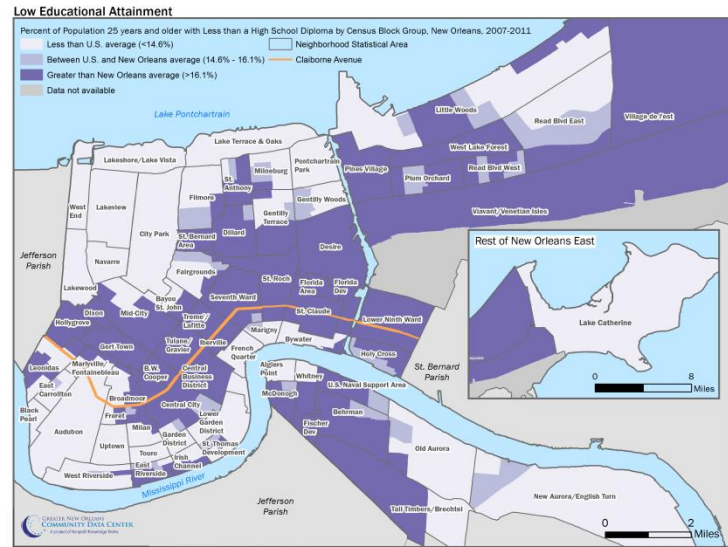 Low Educational Attainment
Percent of Population 25 years and older with Less than a High School Diploma by Census Block Group, New Orleans, 2007-2011
Less than U.S. average (<14.6%)
Between U.S. and New Orleans average (14.6% - 16.1%)
Greater than New Orleans average (>16.1%)
Data not available
Neighborhood Statistical Area
Claiborne Avenue
Lake Pontchartrain
Little Woods
Read Blvd East
Village de l'est
Lake Terrace & Oaks
West Lake Forest
Lakeshore/Lake Vista
Pontchartrain
Park
Pines Village
Read Blvd West
St.
Anthony
Milneburg
Plum Orchard
Filmore
Gentilly Woods
West
End
Lakeview
City Park
Gentilly
Terrace
Dillard
St. Bernard
Area
Viavant/Venetian Isles
Jefferson
Parish
Desire
Navarre
Fairgrounds
Rest of New Orleans East
Lakewood
Bayou
St. John
St. Roch
Florida
Area
Florida
Dev
Dixon
Mid-City
Seventh Ward
Hollygrove
Treme/
Lafitte
St. Claude
Lower Ninth Ward
Lake Catherine
Gert Town
Tulane/
Gravier
Iberville
Marigny
Bywater
French
Quarter
Holy Cross
Leonidas
Marlyville/
Fontainebleau
B.W.
Cooper
Central
Business
District
Algiers
Point
Whitney
St. Bernard
Parish
East
Carrollton
U.S. Naval Support Area
McDonogh
0
8
Miles
Black
Pearl
Broadmoor
Central City
Behrman
Freret
Lower
Garden
District
Fischer
Dev
Audubon
Milan
Garden
District
St. Thomas
Development
Old Aurora
Uptown
Touro
Irish
Channel
East
Riverside
West Riverside
Mississippi River
New Aurora/English Turn
Jefferson
Parish
Tall Timbers/Brechtel
0
2
Miles
GREATER NEW ORLEANS
COMMUNITY DATA CENTER
A product of Nonprofit Knowledge Works